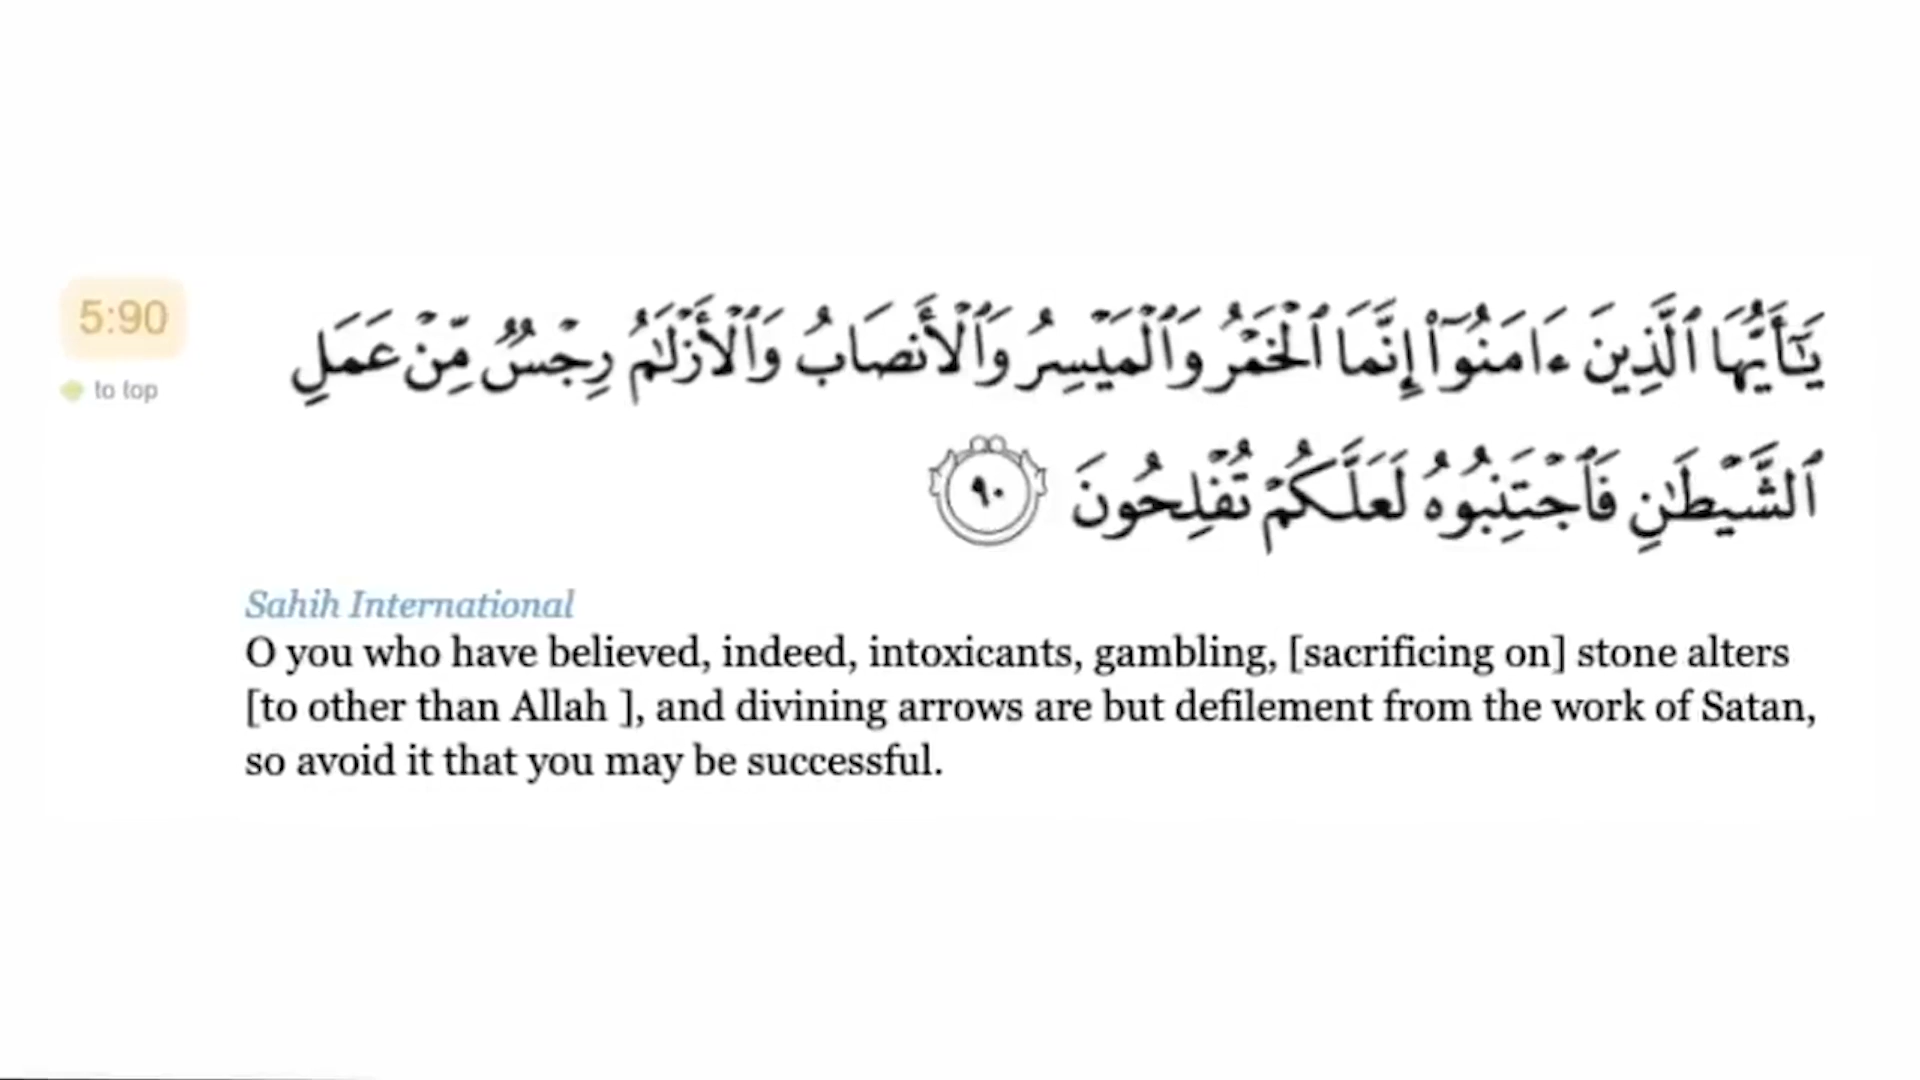 5:90
to top
يَـٰٓأَيُّهَا ٱلَّذِينَ ءَامَنُوٓا۟ إِنَّمَا ٱلْخَمْرُ وَٱلْمَيْسِرُ وَٱلْأَنصَابُ وَٱلْأَزْلَـٰمُ رِجْسٌ مِّنْ عَمَلِ
ٱلشَّيْطَـٰنِ فَٱجْتَنِبُوهُ لَعَلَّكُمْ تُفْلِحُونَ ٩٠
Sahih International
O you who have believed, indeed, intoxicants, gambling, [sacrificing on] stone alters
[to other than Allah ], and divining arrows are but defilement from the work of Satan,
so avoid it that you may be successful.